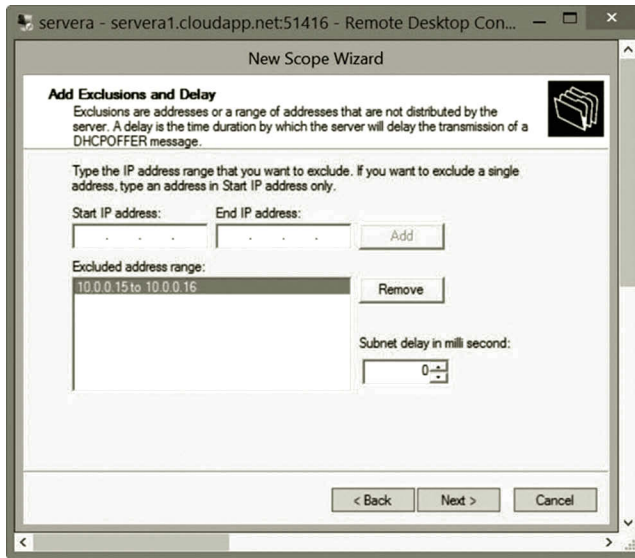 servera - servera1.cloudapp.net:51416 - Remote Desktop Con...
New Scope Wizard
Add Exclusions and Delay
Exclusions are addresses or a range of addresses that are not distributed by the
server. A delay is the time duration by which the server will delay the transmission of a
DHCPOFFER message.
Type the IP address range that you want to exclude. If you want to exclude a single
address, type an address in Start IP address only.
Start IP address:
End IP address:
Add
Excluded address range:
10.0.0.15 to 10.0.0.16
Remove
Subnet delay in milli second:
0
< Back
Next >
Cancel